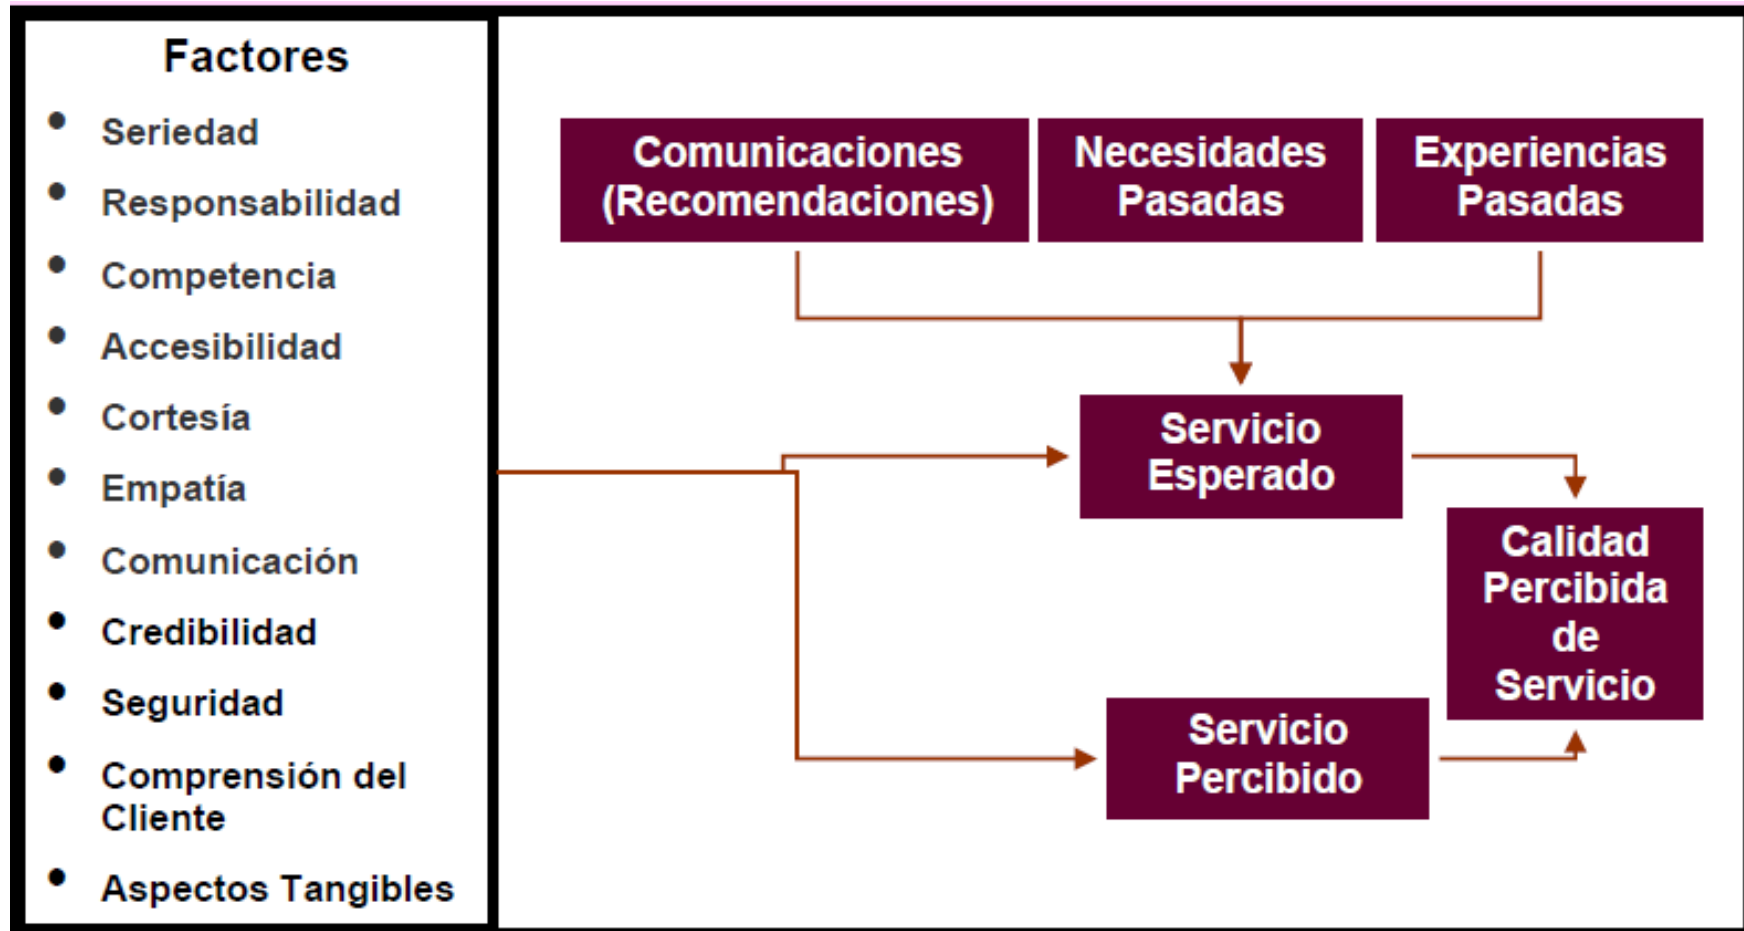 Factores
Seriedad
Responsabilidad
Competencia
Accesibilidad
Cortesía
Empatía
Comunicación
Credibilidad
Seguridad
Comprensión del
Cliente
Aspectos Tangibles
Comunicaciones
(Recomendaciones)
Necesidades
Pasadas
Experiencias
Pasadas
Servicio
Esperado
Calidad
Percibida
de
Servicio
Servicio
Percibido